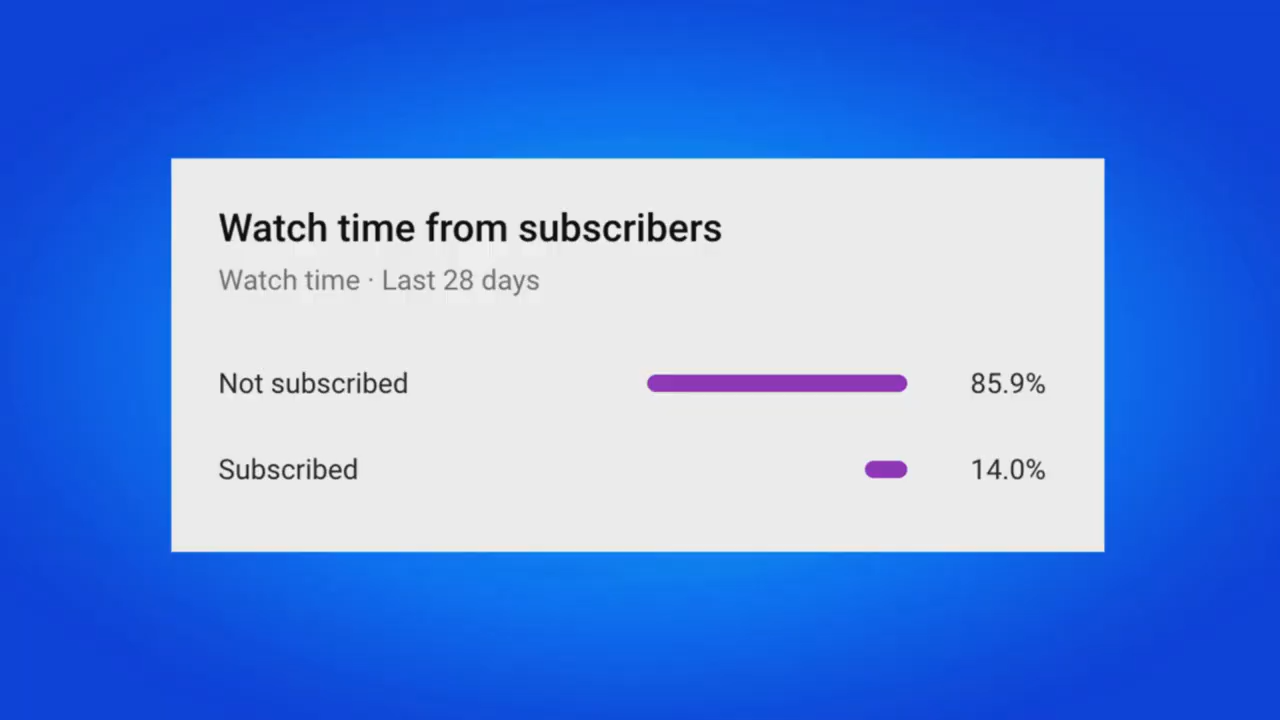 Watch time from subscribers
Watch time · Last 28 days
Not subscribed 85.9%
Subscribed 14.0%